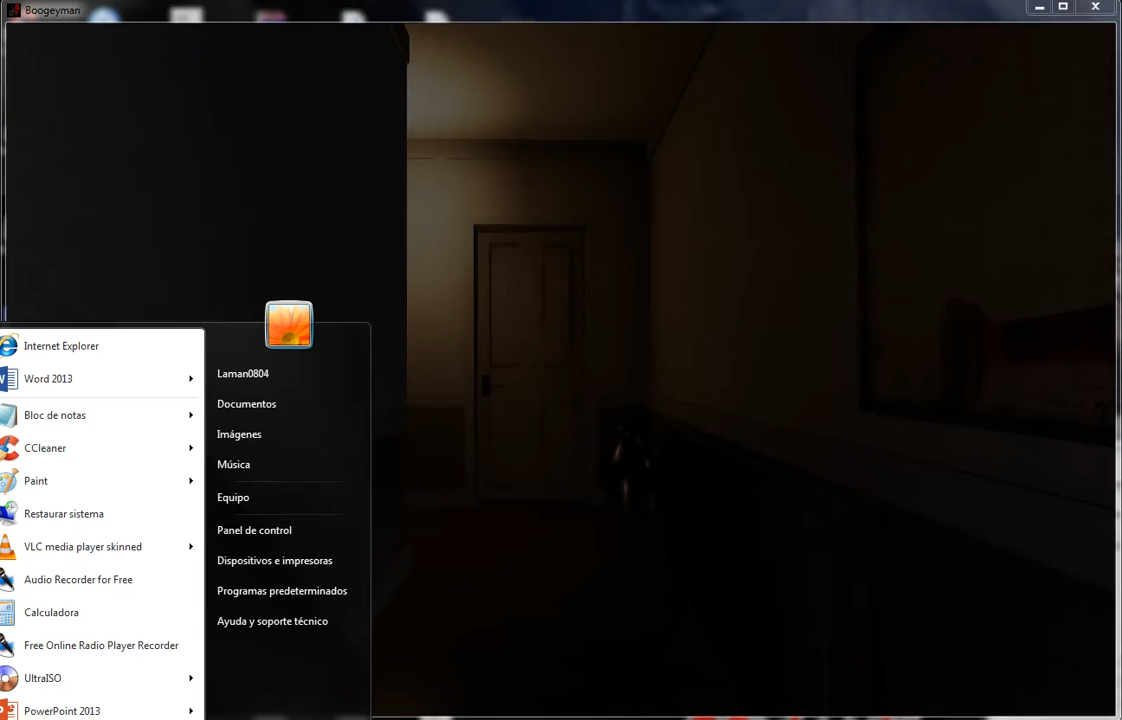 Boogeyman
Internet Explorer
Word 2013
Bloc de notas
CCleaner
Paint
Restaurar sistema
VLC media player skinned
Audio Recorder for Free
Calculadora
Free Online Radio Player Recorder
UltraISO
PowerPoint 2013
Laman0804
Documentos
Imágenes
Música
Equipo
Panel de control
Dispositivos e impresoras
Programas predeterminados
Ayuda y soporte técnico